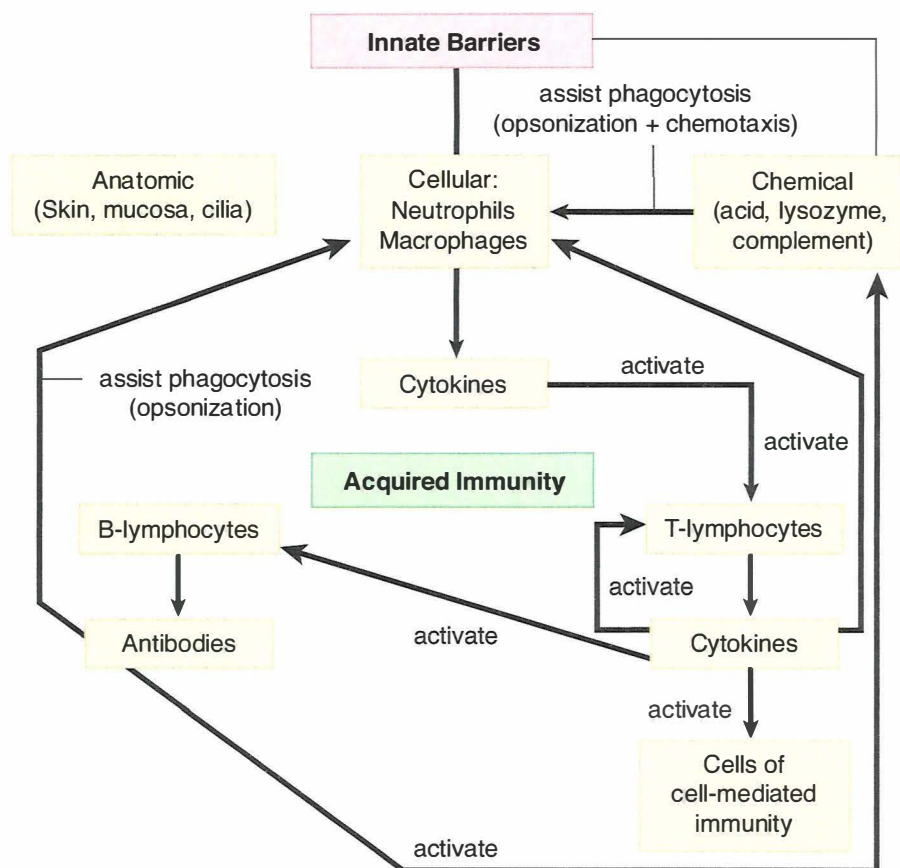 Innate Barriers
assist phagocytosis
(opsonization + chemotaxis)
Anatomic
(Skin, mucosa, cilia)
Cellular:
Neutrophils
Macrophages
Chemical
(acid, lysozyme,
complement)
assist phagocytosis
(opsonization)
Cytokines
activate
activate
activate
Acquired Immunity
B-lymphocytes
T-lymphocytes
activate
Antibodies
activate
Cytokines
activate
Cells of
cell-mediated
immunity
activate